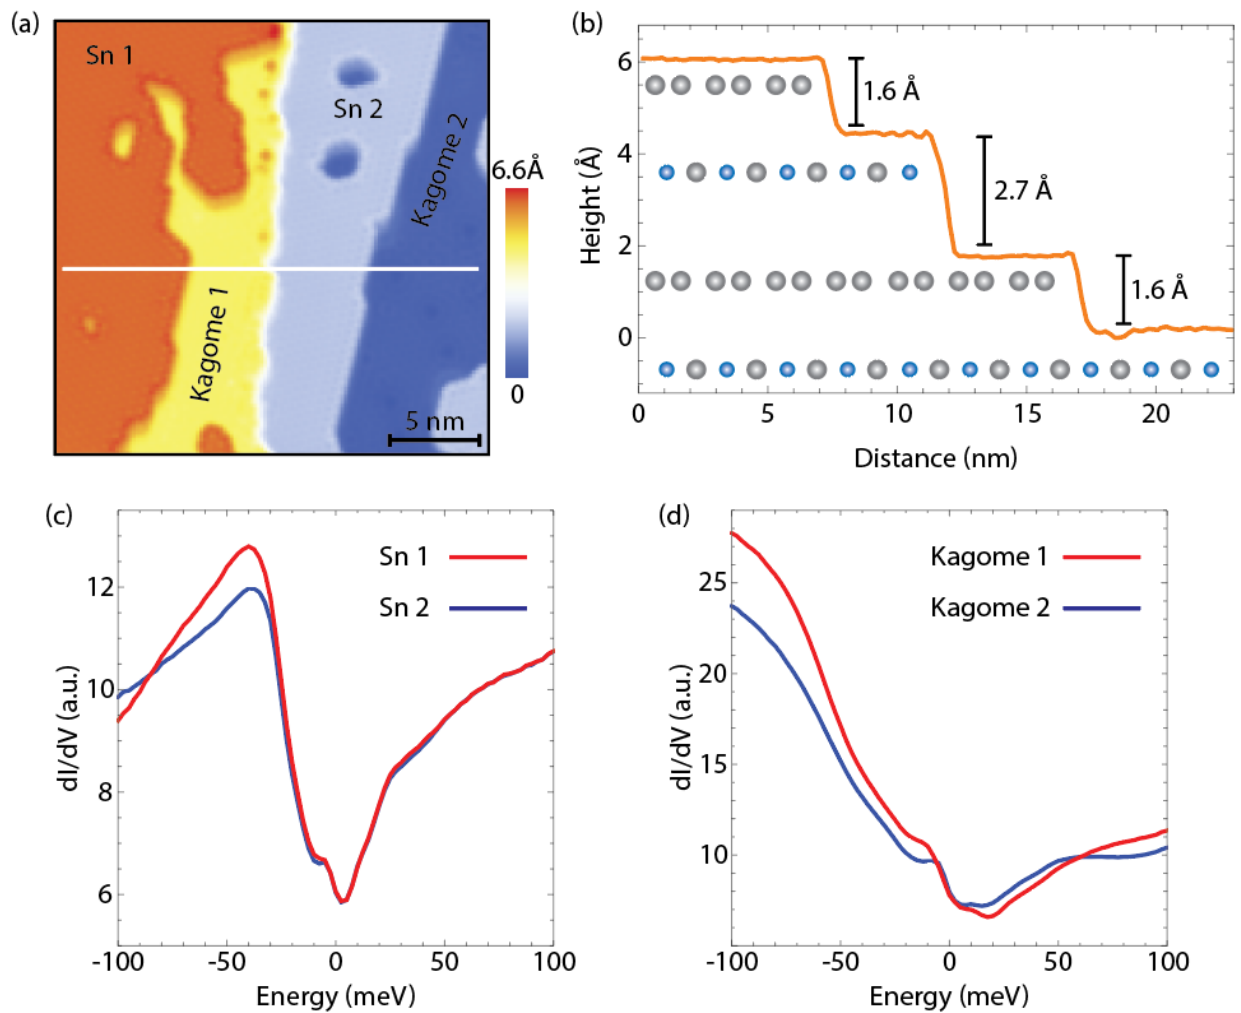 (a)
Sn 1
Sn 2
Kagome 2
Kagome 1
6.6Å
0
5 nm
(b)
Height (Å)
6
4
2
0
1.6 Å
2.7 Å
1.6 Å
0 5 10 15 20
Distance (nm)
(c)
Sn 1
Sn 2
dI/dV (a.u.)
12
10
8
6
-100 -50 0 50 100
Energy (meV)
(d)
Kagome 1
Kagome 2
dI/dV (a.u.)
25
20
15
10
-100 -50 0 50 100
Energy (meV)